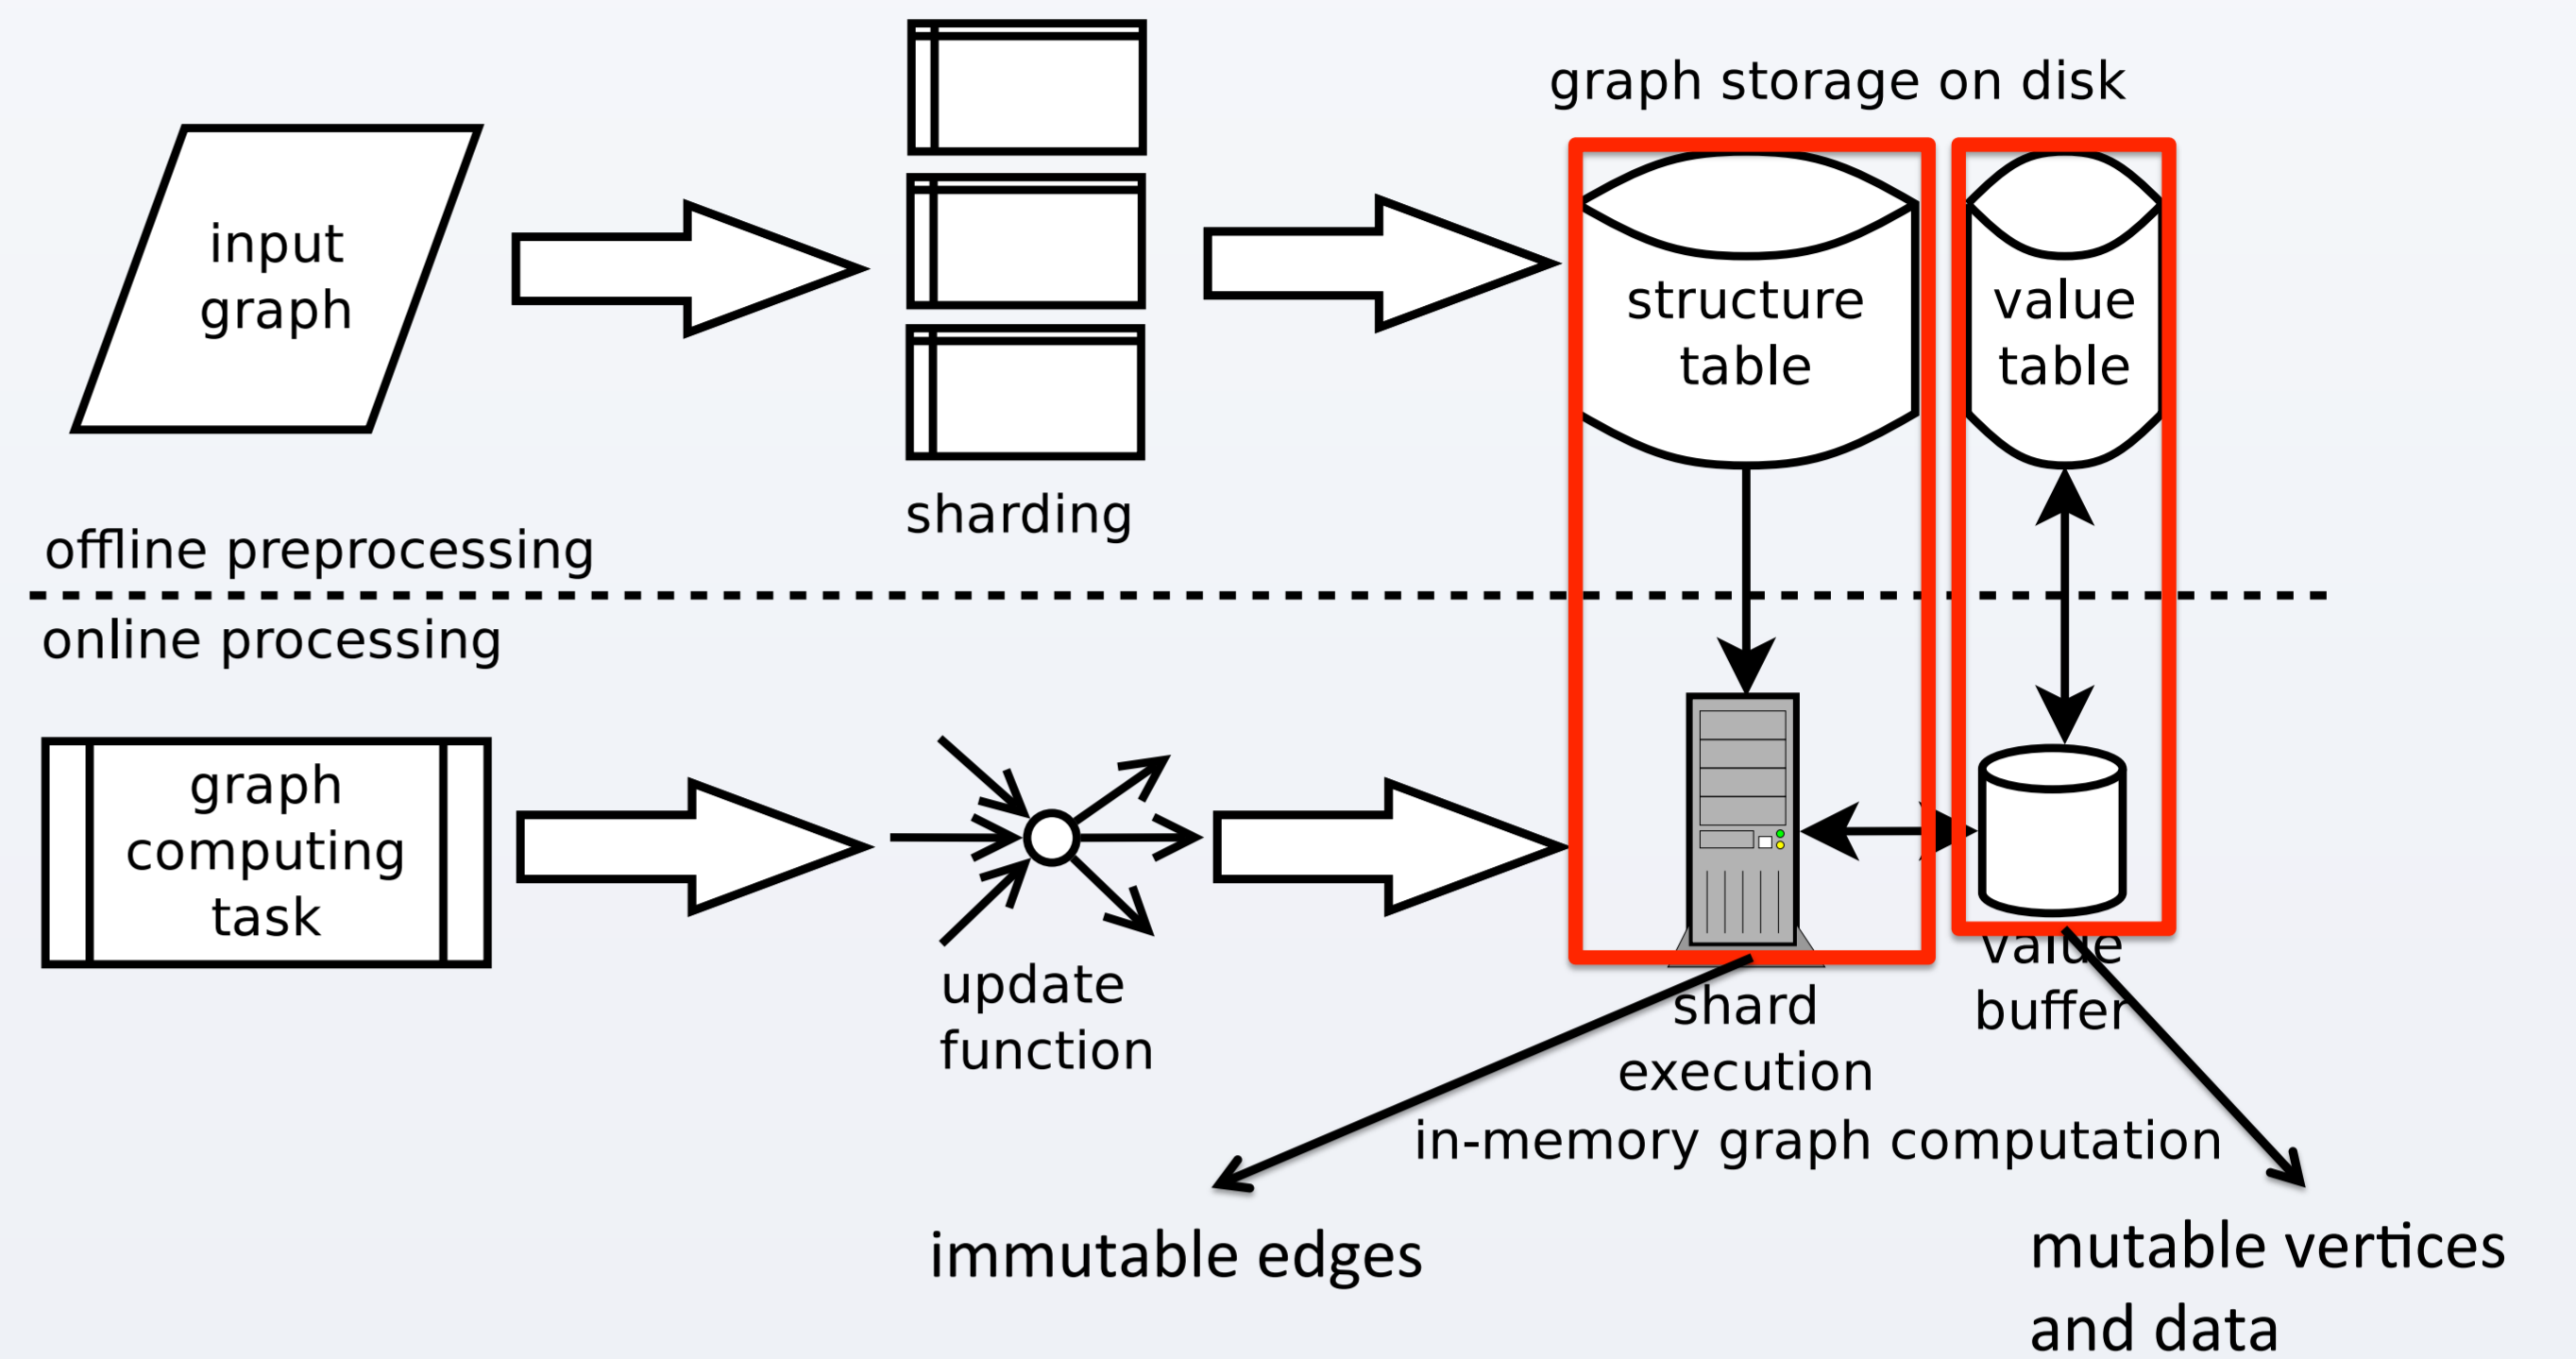 graph storage on disk
input
graph
structure
table
value
table
sharding
offline preprocessing
online processing
graph
computing
task
update
function
shard
execution
value
buffer
in-memory graph computation
immutable edges
mutable vertices
and data